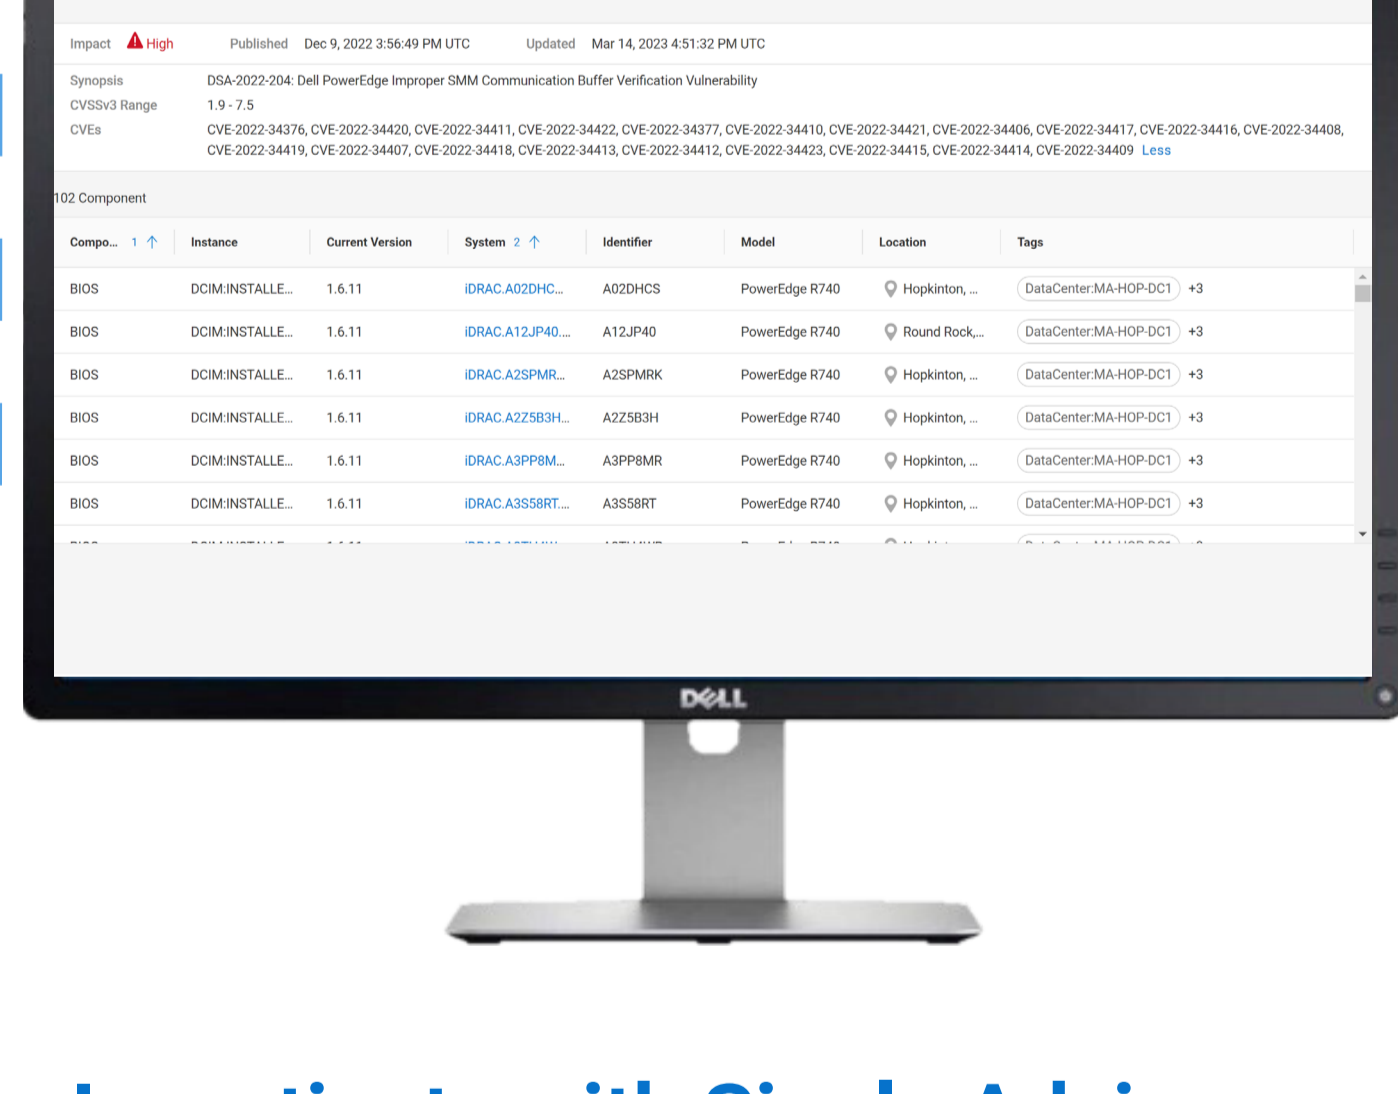 Impact High Published Dec 9, 2022 3:56:49 PM UTC Updated Mar 14, 2023 4:51:32 PM UTC
Synopsis DSA-2022-204: Dell PowerEdge Improper SMM Communication Buffer Verification Vulnerability
CVSSv3 Range 1.9 - 7.5
CVEs CVE-2022-34376, CVE-2022-34420, CVE-2022-34411, CVE-2022-34422, CVE-2022-34377, CVE-2022-34410, CVE-2022-34421, CVE-2022-34406, CVE-2022-34417, CVE-2022-34416, CVE-2022-34408,
CVE-2022-34419, CVE-2022-34407, CVE-2022-34418, CVE-2022-34413, CVE-2022-34412, CVE-2022-34423, CVE-2022-34415, CVE-2022-34414, CVE-2022-34409 Less
102 Component
Compo... 1 Instance Current Version System 2 Identifier Model Location Tags
BIOS DCIM:INSTALLE... 1.6.11 iDRAC.A02DHC... A02DHCS PowerEdge R740 Hopkinton, ... DataCenter:MA-HOP-DC1 +3
BIOS DCIM:INSTALLE... 1.6.11 iDRAC.A12JP40.... A12JP40 PowerEdge R740 Round Rock,... DataCenter:MA-HOP-DC1 +3
BIOS DCIM:INSTALLE... 1.6.11 iDRAC.A2SPMR... A2SPMRK PowerEdge R740 Hopkinton, ... DataCenter:MA-HOP-DC1 +3
BIOS DCIM:INSTALLE... 1.6.11 iDRAC.A2Z5B3H... A2Z5B3H PowerEdge R740 Hopkinton, ... DataCenter:MA-HOP-DC1 +3
BIOS DCIM:INSTALLE... 1.6.11 iDRAC.A3PP8M... A3PP8MR PowerEdge R740 Hopkinton, ... DataCenter:MA-HOP-DC1 +3
BIOS DCIM:INSTALLE... 1.6.11 iDRAC.A3S58RT.... A3S58RT PowerEdge R740 Hopkinton, ... DataCenter:MA-HOP-DC1 +3
DELL